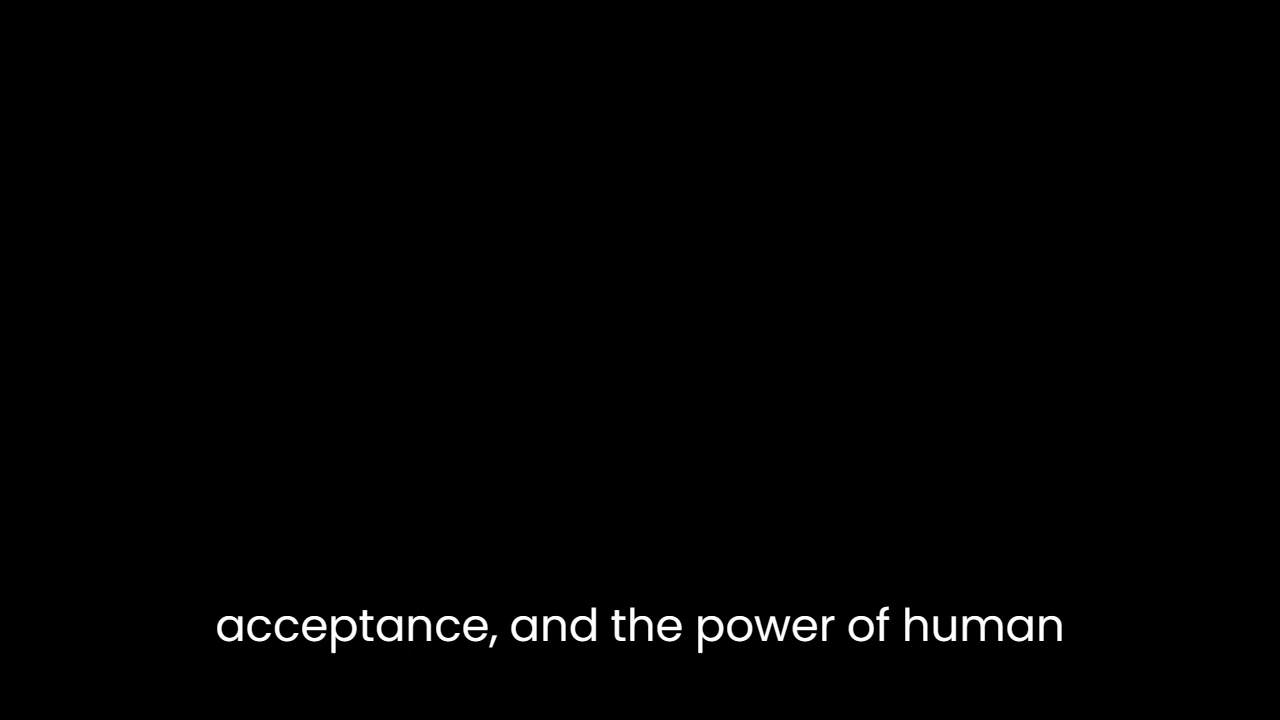 acceptance, and the power of human